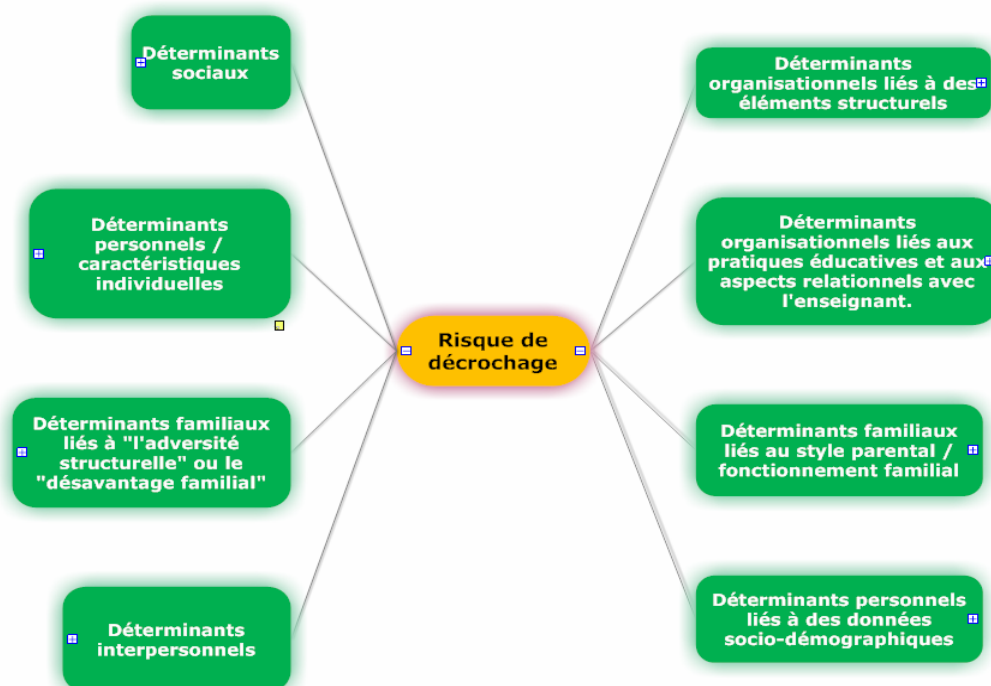 Déterminants
sociaux
Déterminants
personnels /
caractéristiques
individuelles
Déterminants familiaux
liés à "l'adversité
structurelle" ou le
"désavantage familial"
Déterminants
interpersonnels
Risque de
décrochage
Déterminants
organisationnels liés à des
éléments structurels
Déterminants
organisationnels liés aux
pratiques éducatives et aux
aspects relationnels avec
l'enseignant.
Déterminants familiaux
liés au style parental /
fonctionnement familial
Déterminants personnels
liés à des données
socio-démographiques